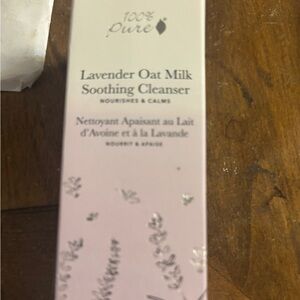 100%
pure
Lavender Oat Milk
Soothing Cleanser
NOURISHES & CALMS
Nettoyant Apaisant au Lait
d'Avoine et à la Lavande
NOURRIT & APAISE